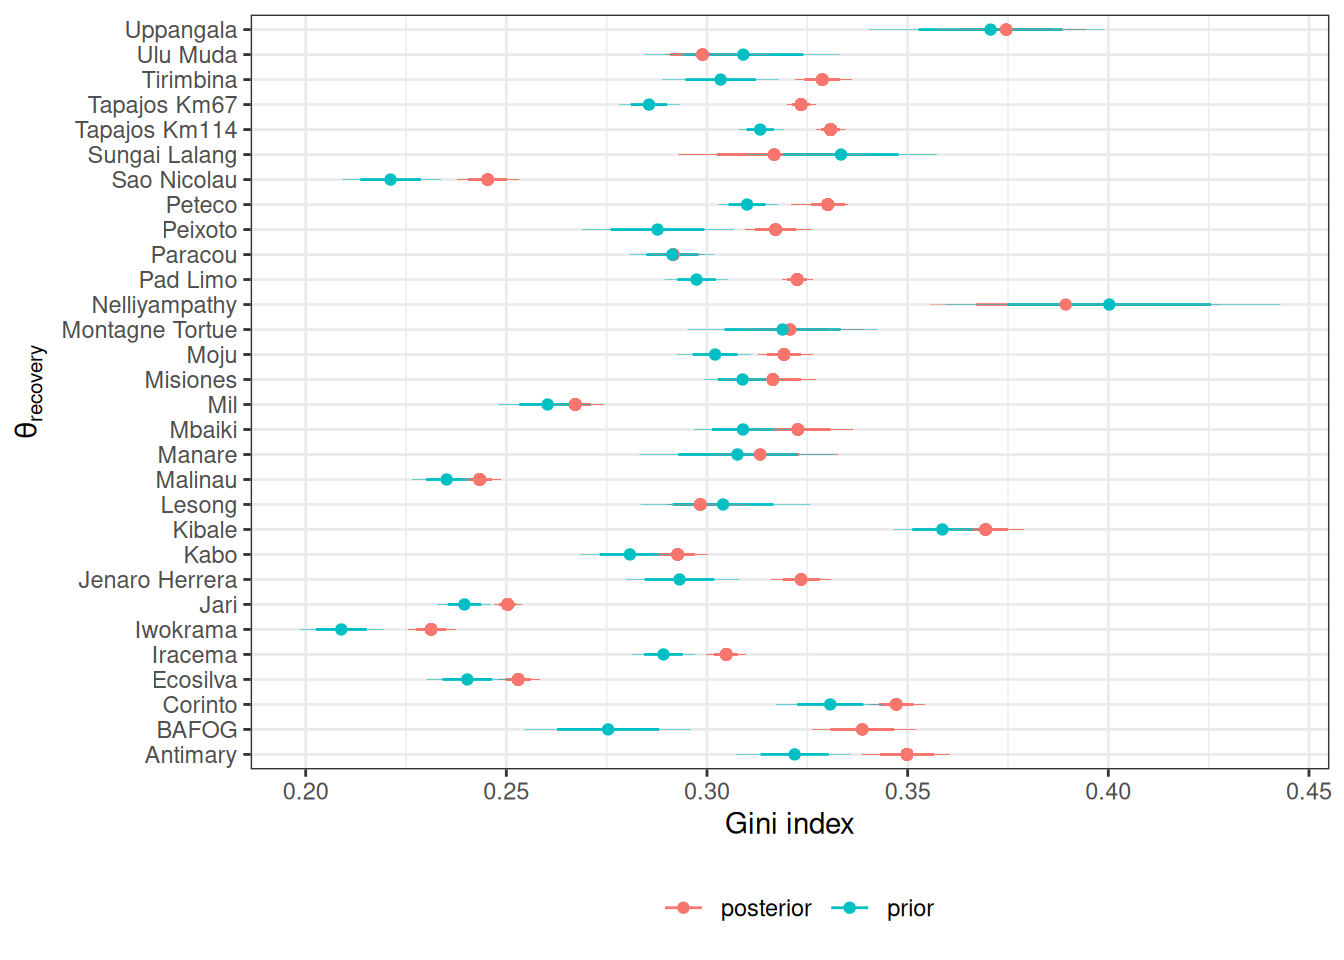 Uppangala
Ulu Muda
Tirimbina
Tapajos Km67
Tapajos Km114
Sungai Lalang
Sao Nicolau
Peteco
Peixoto
Paracou
Pad Limo
Nelliyampathy
Montagne Tortue
Moju
Misiones
Mil
Mbaiki
Manare
Malinau
Lesong
Kibale
Kabo
Jenaro Herrera
Jari
Iwokrama
Iracema
Ecosilva
Corinto
BAFOG
Antimary
θrecovery
0.20 0.25 0.30 0.35 0.40 0.45
Gini index
posterior prior